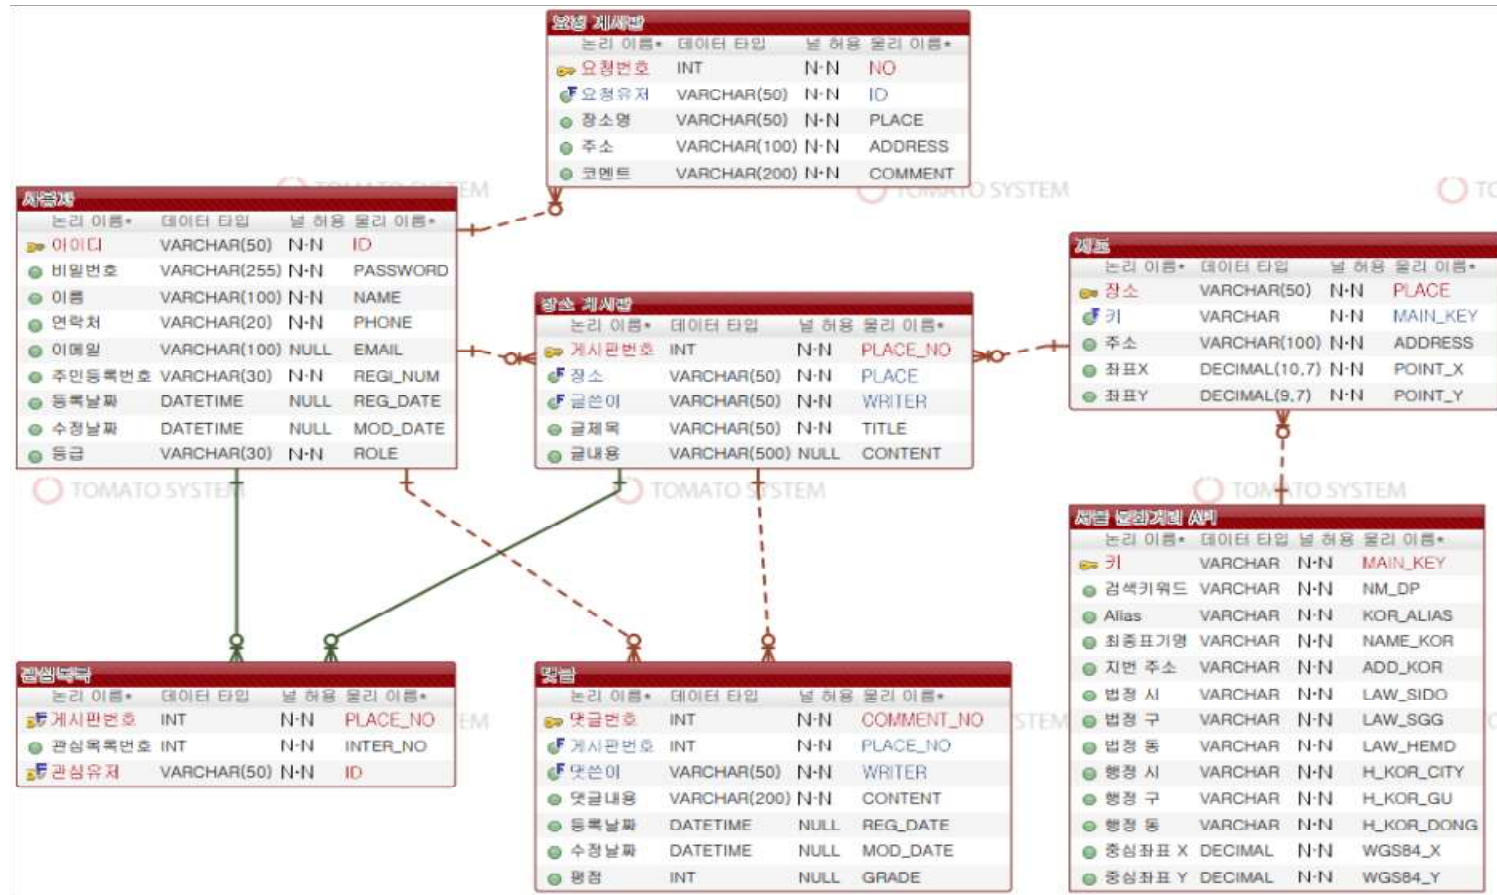 요청 게시판
논리 이름* 데이터 타입 널 허용 물리 이름*
요청번호 INT N-N NO
요청유저 VARCHAR(50) N-N ID
장소명 VARCHAR(50) N-N PLACE
주소 VARCHAR(100) N-N ADDRESS
코멘트 VARCHAR(200) N-N COMMENT
사용자
논리 이름* 데이터 타입 널 허용 물리 이름*
아이디 VARCHAR(50) N-N ID
비밀번호 VARCHAR(255) N-N PASSWORD
이름 VARCHAR(100) N-N NAME
연락처 VARCHAR(20) N-N PHONE
이메일 VARCHAR(100) NULL EMAIL
주민등록번호 VARCHAR(30) N-N REGI_NUM
등록날짜 DATETIME NULL REG_DATE
수정날짜 DATETIME NULL MOD_DATE
등급 VARCHAR(30) N-N ROLE
장소 게시판
논리 이름* 데이터 타입 널 허용 물리 이름*
게시판번호 INT N-N PLACE_NO
장소 VARCHAR(50) N-N PLACE
글쓴이 VARCHAR(50) N-N WRITER
글제목 VARCHAR(50) N-N TITLE
글내용 VARCHAR(500) NULL CONTENT
지도
논리 이름* 데이터 타입 널 허용 물리 이름*
장소 VARCHAR(50) N-N PLACE
키 VARCHAR N-N MAIN_KEY
주소 VARCHAR(100) N-N ADDRESS
좌표X DECIMAL(10,7) N-N POINT_X
좌표Y DECIMAL(9,7) N-N POINT_Y
서울 문화거리 API
논리 이름* 데이터 타입 널 허용 물리 이름*
키 VARCHAR N-N MAIN_KEY
검색키워드 VARCHAR N-N NM_DP
Alias VARCHAR N-N KOR_ALIAS
최종표기명 VARCHAR N-N NAME_KOR
지번 주소 VARCHAR N-N ADD_KOR
법정 시 VARCHAR N-N LAW_SIDO
법정 구 VARCHAR N-N LAW_SGG
법정 동 VARCHAR N-N LAW_HEMD
행정 시 VARCHAR N-N H_KOR_CITY
행정 구 VARCHAR N-N H_KOR_GU
행정 동 VARCHAR N-N H_KOR_DONG
중심좌표 X DECIMAL N-N WGS84_X
중심좌표 Y DECIMAL N-N WGS84_Y
관심목록
논리 이름* 데이터 타입 널 허용 물리 이름*
게시판번호 INT N-N PLACE_NO
관심목록번호 INT N-N INTER_NO
관심유저 VARCHAR(50) N-N ID
댓글
논리 이름* 데이터 타입 널 허용 물리 이름*
댓글번호 INT N-N COMMENT_NO
게시판번호 INT N-N PLACE_NO
댓쓴이 VARCHAR(50) N-N WRITER
댓글내용 VARCHAR(200) N-N CONTENT
등록날짜 DATETIME NULL REG_DATE
수정날짜 DATETIME NULL MOD_DATE
평점 INT NULL GRADE
TOMATO SYSTEM
TOMATO SYSTEM
TOMATO SYSTEM
TOMATO SYSTEM
TOMATO SYSTEM